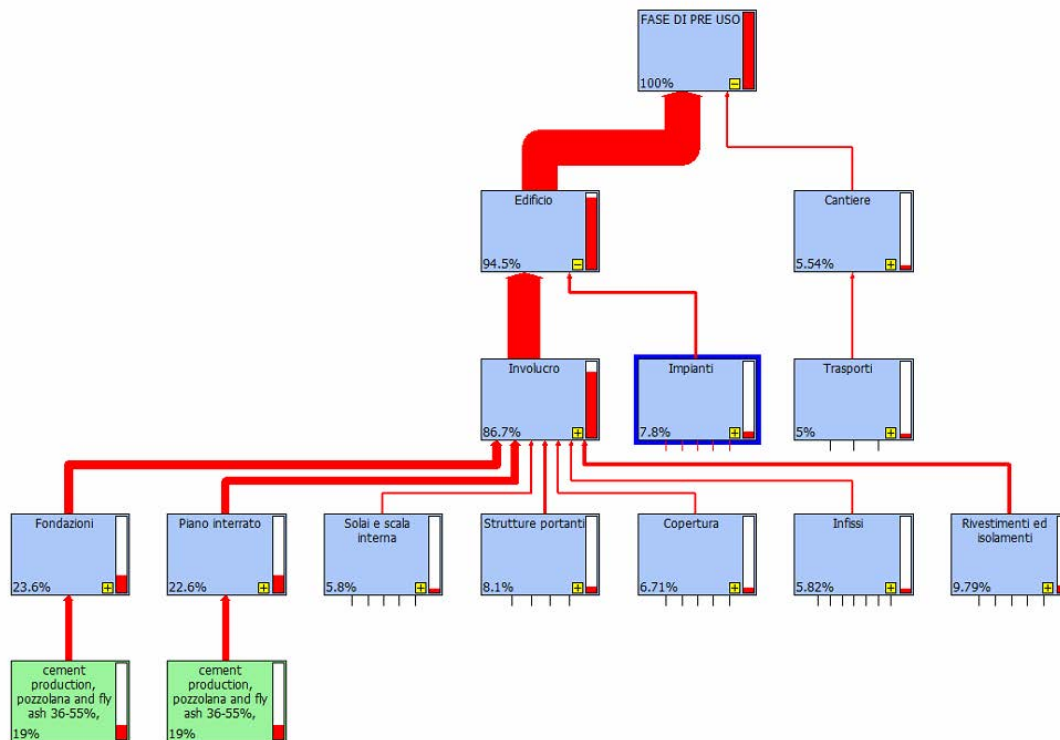 FASE DI PRE USO
100%
Edificio
94.5%
Cantiere
5.54%
Involucro
86.7%
Impianti
7.8%
Trasporti
5%
Fondazioni
23.6%
Piano interrato
22.6%
Solai e scala
interna
5.8%
Strutture portanti
8.1%
Copertura
6.71%
Infissi
5.82%
Rivestimenti ed
isolamenti
9.79%
cement
production,
pozzolana and fly
ash 36-55%,
19%
cement
production,
pozzolana and fly
ash 36-55%,
19%